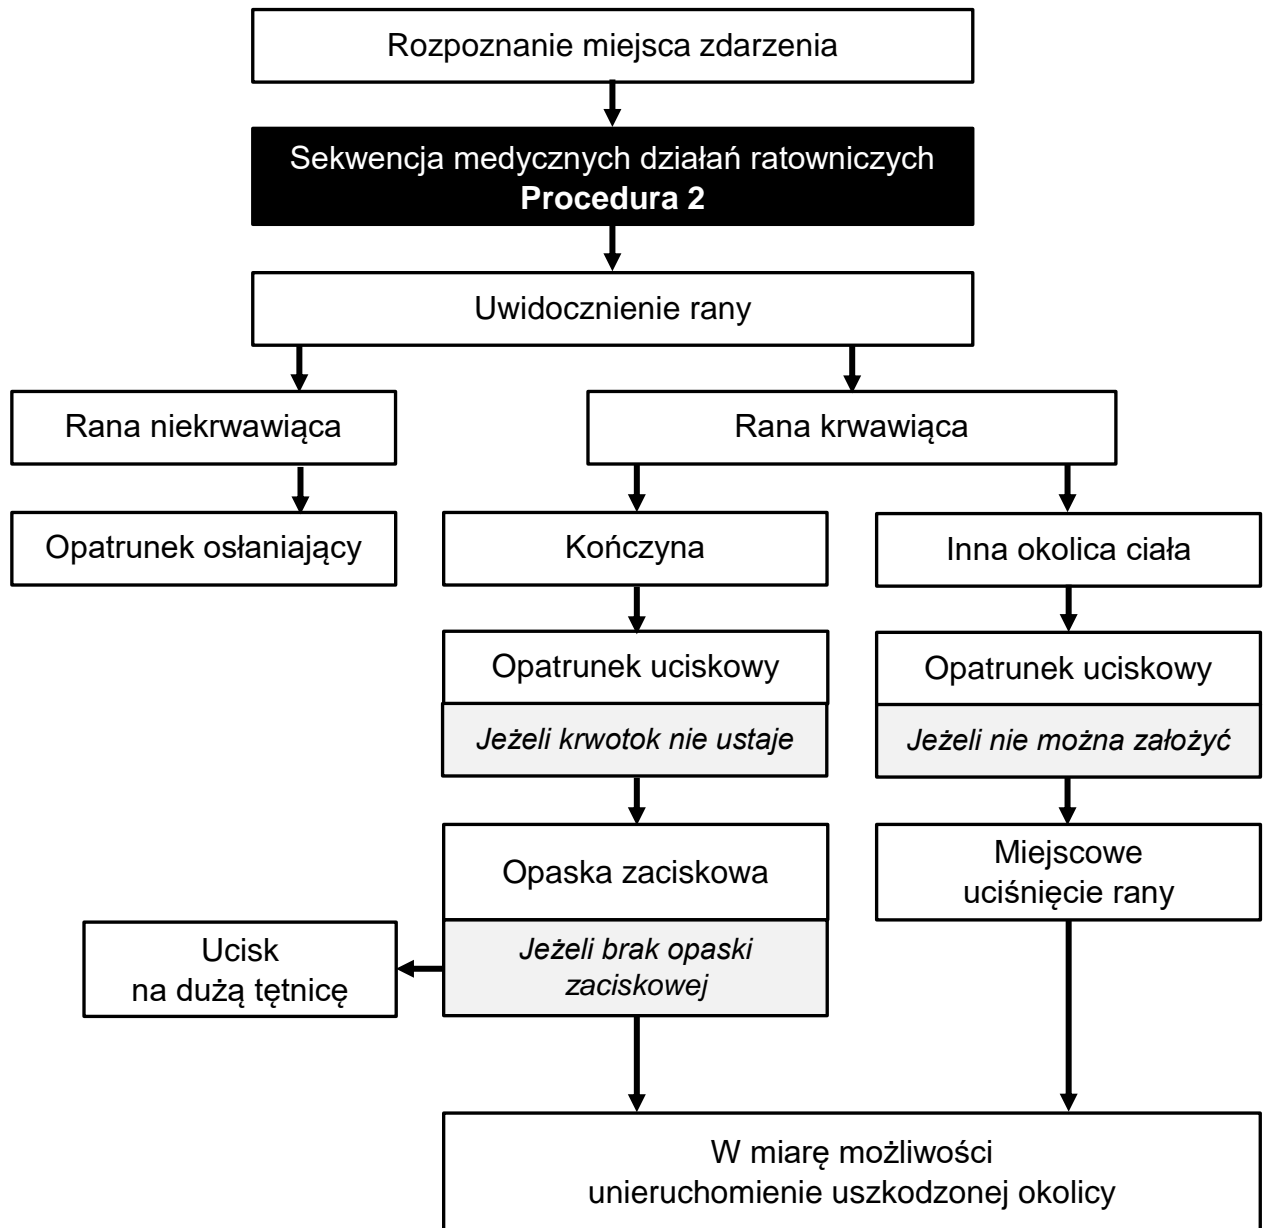 Rozpoznanie miejsca zdarzenia
Sekwencja medycznych działań ratowniczych
Procedura 2
Uwidocznienie rany
Rana niekrwawiąca
Rana krwawiąca
Opatrunek osłaniający
Kończyna
Inna okolica ciała
Opatrunek uciskowy
Jeżeli krwotok nie ustaje
Opatrunek uciskowy
Jeżeli nie można założyć
Opaska zaciskowa
Jeżeli brak opaski
zaciskowej
Miejscowe
uciśnięcie rany
Ucisk
na dużą tętnicę
W miarę możliwości
unieruchomienie uszkodzonej okolicy